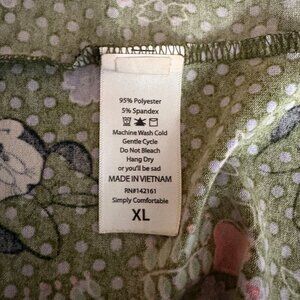 95% Polyester
5% Spandex
Machine Wash Cold
Gentle Cycle
Do Not Bleach
Hang Dry
or you'll be sad
MADE IN VIETNAM
RN#142161
Simply Comfortable
XL